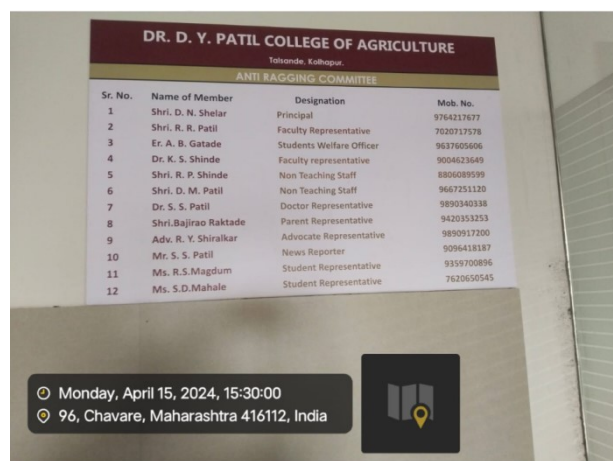 DR. D. Y. PATIL COLLEGE OF AGRICULTURE
Talsande, Kolhapur.
ANTI RAGGING COMMITTEE
Sr. No. Name of Member Designation Mob. No.
1 Shri. D. N. Shelar Principal 9764217677
2 Shri. R. R. Patil Faculty Representative 7020717578
3 Er. A. B. Gatade Students Welfare Officer 9637605606
4 Dr. K. S. Shinde Faculty representative 9004623649
5 Shri. R. P. Shinde Non Teaching Staff 8806089599
6 Shri. D. M. Patil Non Teaching Staff 9667251120
7 Dr. S. S. Patil Doctor Representative 9890340338
8 Shri.Bajirao Raktade Parent Representative 9420353253
9 Adv. R. Y. Shiralkar Advocate Representative 9890917200
10 Mr. S. S. Patil News Reporter 9096418187
11 Ms. R.S.Magdum Student Representative 9359700896
12 Ms. S.D.Mahale Student Representative 7620650545
Monday, April 15, 2024, 15:30:00
96, Chavare, Maharashtra 416112, India